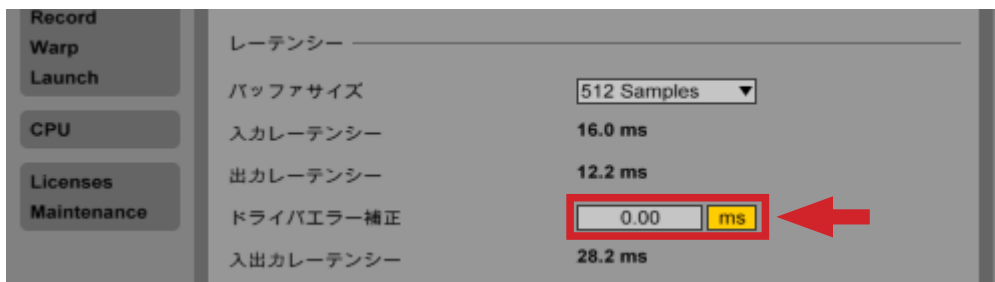 Record
Warp
Launch
CPU
Licenses
Maintenance
レーテンシー
バッファサイズ 512 Samples
入力レーテンシー 16.0 ms
出力レーテンシー 12.2 ms
ドライバエラー補正 0.00 ms
入出力レーテンシー 28.2 ms